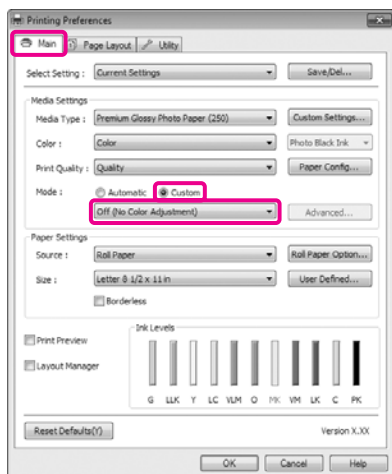 Printing Preferences
Main Page Layout Utility
Select Setting : Current Settings Save/Del...
Media Settings
Media Type : Premium Glossy Photo Paper (250) Custom Settings...
Color : Color Photo Black Ink
Print Quality : Quality Paper Config...
Mode : Automatic Custom
Off (No Color Adjustment) Advanced...
Paper Settings
Source : Roll Paper Roll Paper Option...
Size : Letter 8 1/2 x 11 in User Defined...
Borderless
Print Preview
Layout Manager
Ink Levels
G LLK Y LC VLM O MK VM LK C PK
Reset Defaults(Y) Version X.XX
OK Cancel Help